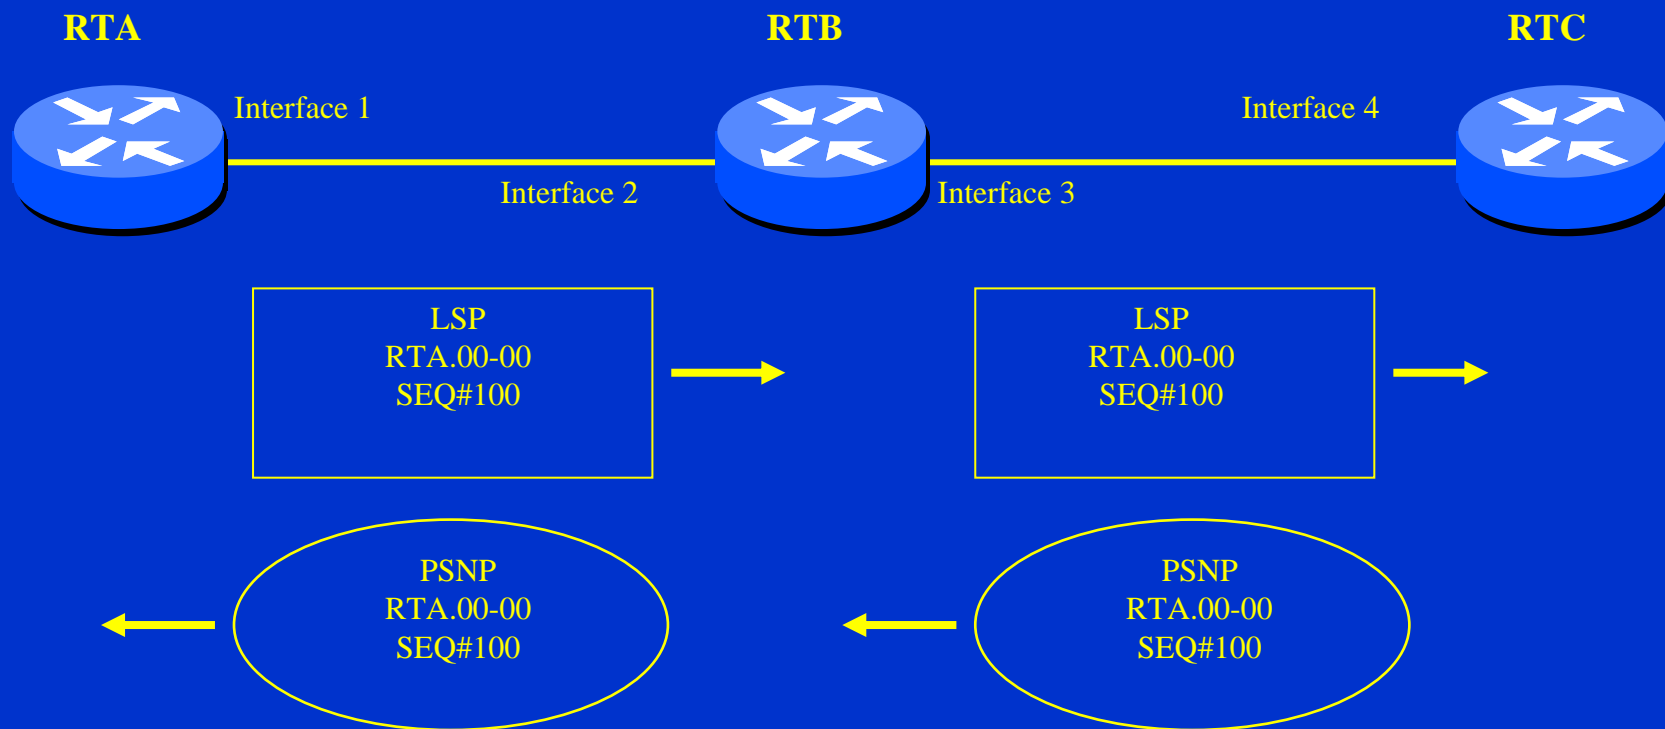 RTA
RTB
RTC
Interface 1
Interface 4
Interface 2
Interface 3
LSP
RTA.00-00
SEQ#100
LSP
RTA.00-00
SEQ#100
PSNP
RTA.00-00
SEQ#100
PSNP
RTA.00-00
SEQ#100